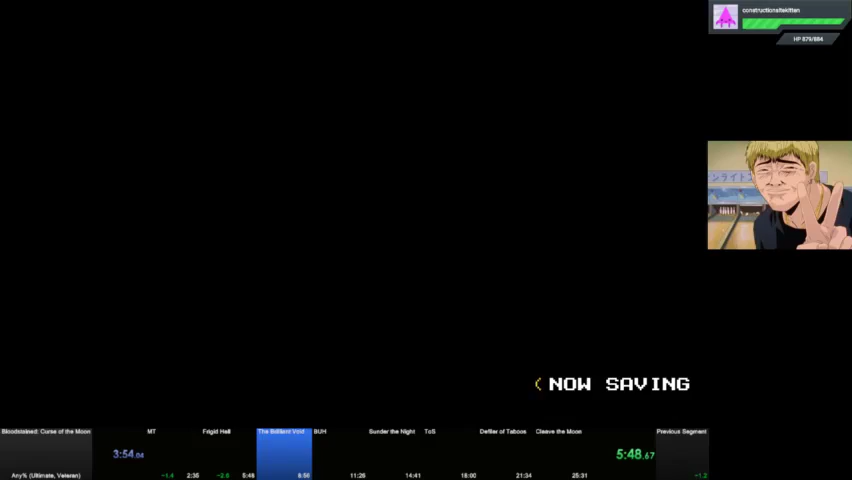 constructionsitekitten
HP 879/884
ンライト
NOW SAVING
Bloodstained: Curse of the Moon
MT
Frigid Hall
The Brilliant Void
BUH
Sunder the Night
ToS
Defiler of Taboos
Cleave the Moon
Previous Segment
3:54.04
5:48.67
Any% (Ultimate, Veteran)
-1.4
2:35
-2.6
5:48
8:56
11:26
14:41
18:00
21:34
25:31
-1.2